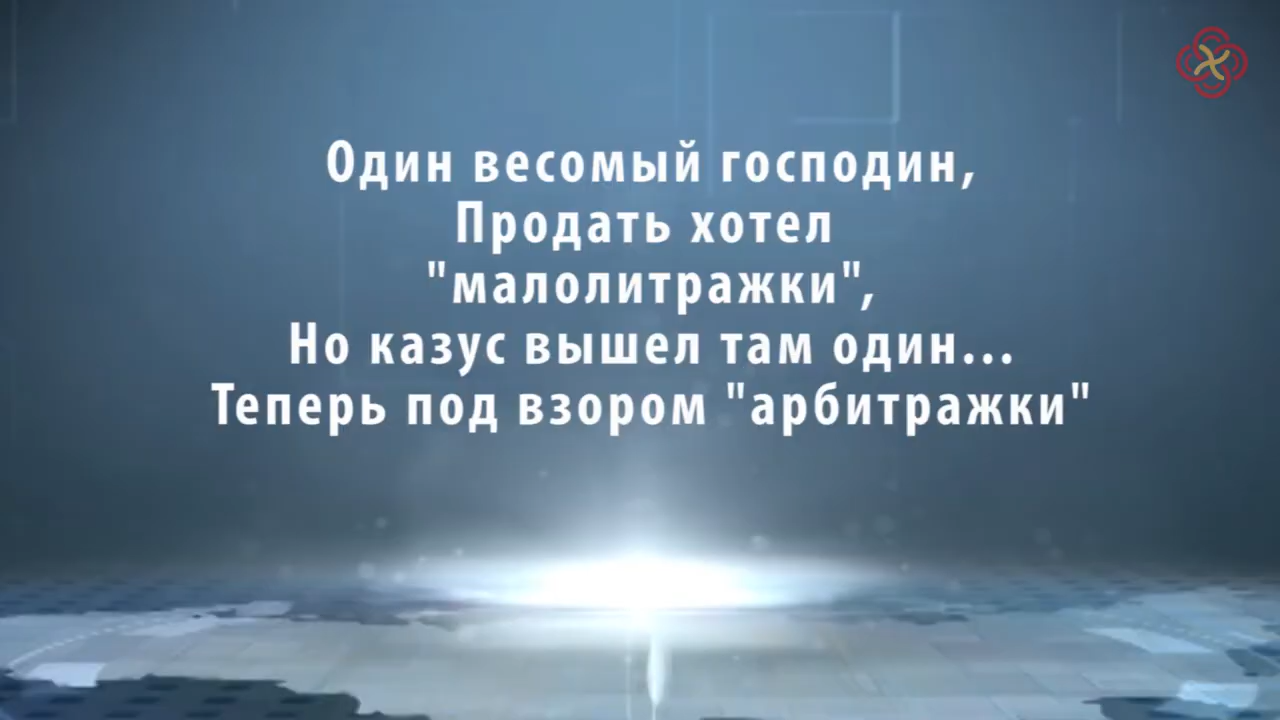 Один весомый господин,
Продать хотел
"малолитражки",
Но казус вышел там один...
Теперь под взором "арбитражки"